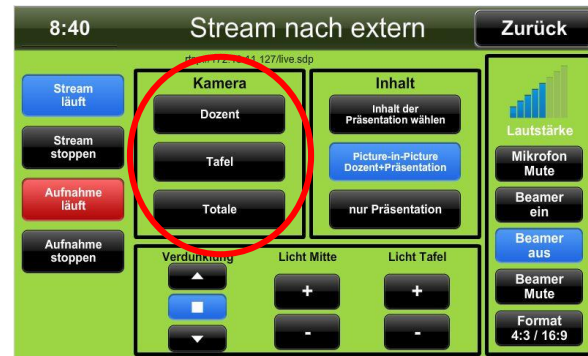 8:40
Stream nach extern
Zurück
127/live.sdp
Stream
läuft
Stream
stoppen
Aufnahme
läuft
Aufnahme
stoppen
Kamera
Dozent
Tafel
Totale
Inhalt
Inhalt der
Präsentation wählen
Picture-in-Picture
Dozent+Präsentation
nur Präsentation
Verdunklung
Licht Mitte
+
-
Licht Tafel
+
-
Lautstärke
Mikrofon
Mute
Beamer
ein
Beamer
aus
Beamer
Mute
Format
4:3 / 16:9